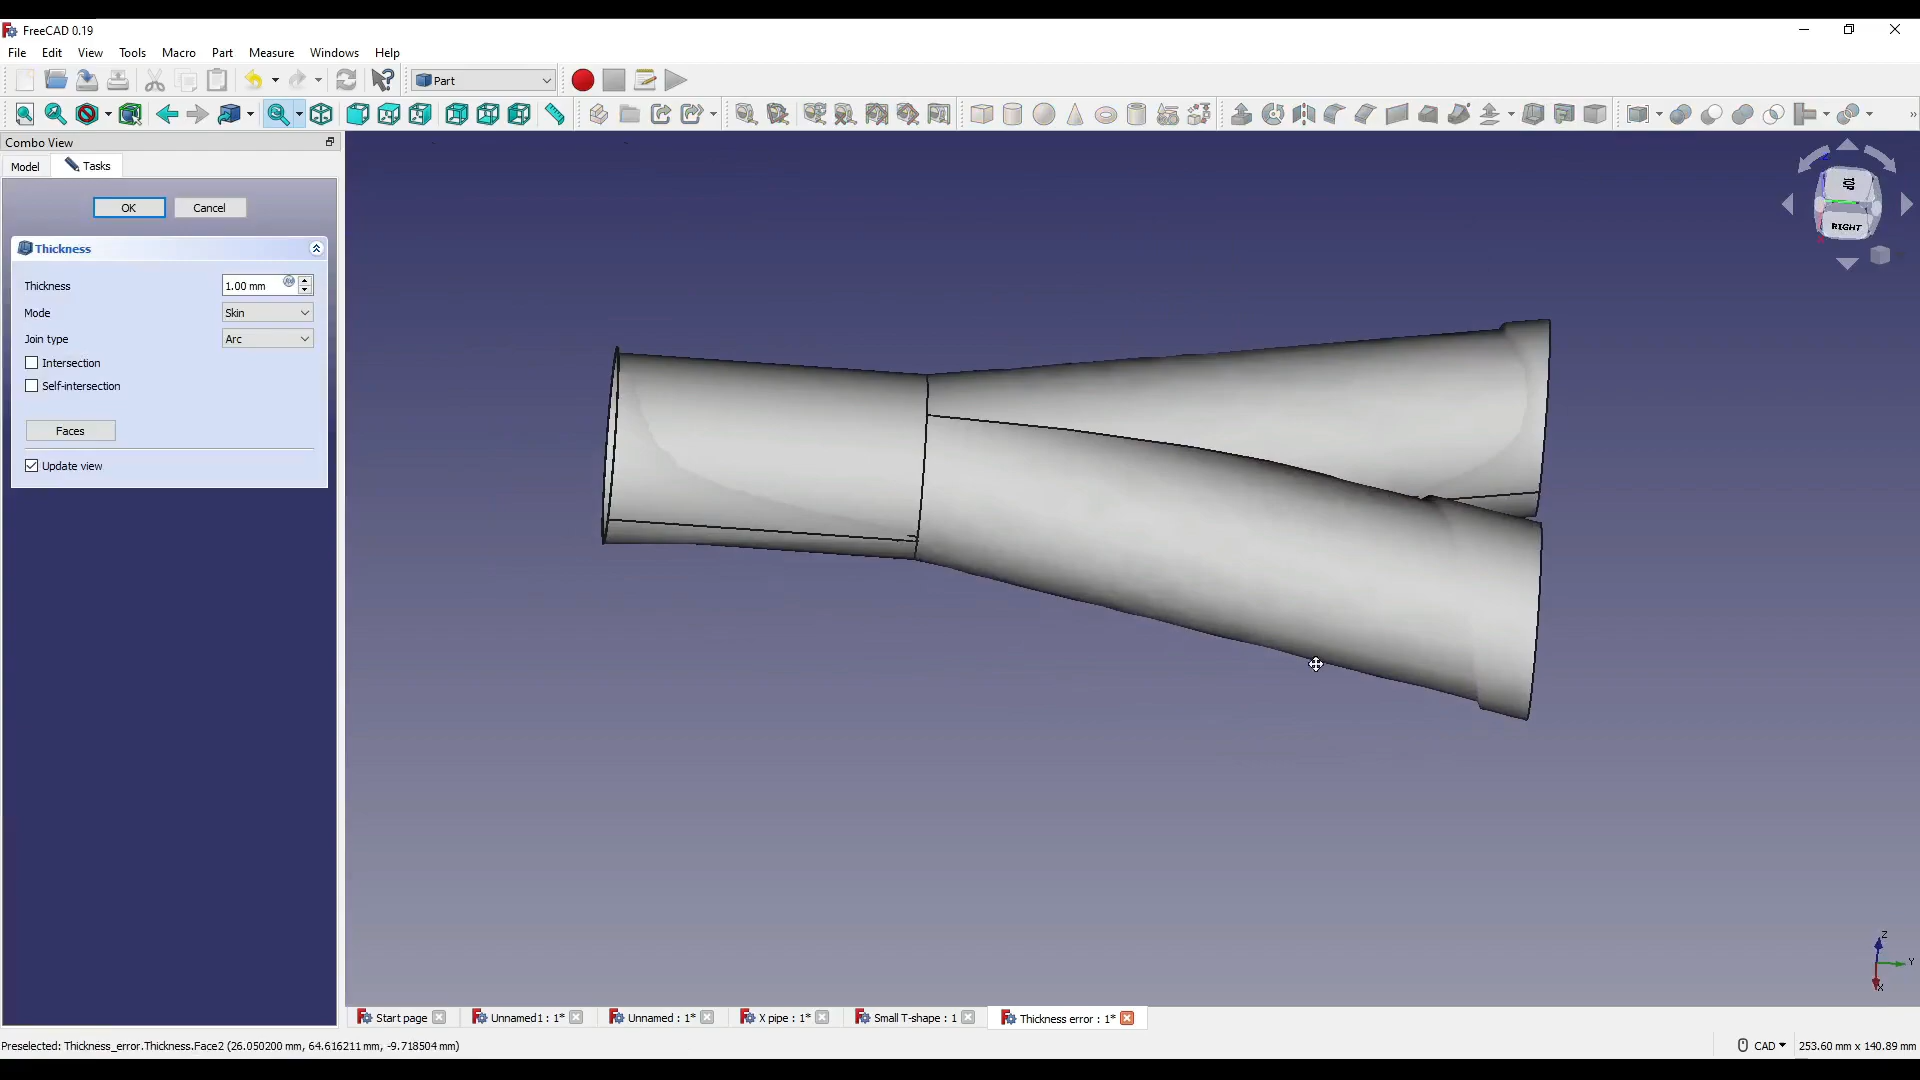 FreeCAD 0.19
File Edit View Tools Macro Part Measure Windows Help
Part
Combo View
Model Tasks
OK Cancel
Thickness
Thickness 1.00 mm
Mode Skin
Join type Arc
Intersection
Self-intersection
Faces
Update view
TOP
RIGHT
Z
Y
X
Start page Unnamed1 : 1* Unnamed : 1* X pipe : 1* Small T-shape : 1 Thickness error : 1*
Preselected: Thickness_error.Thickness.Face2 (26.050200 mm, 64.616211 mm, -9.718504 mm) CAD 253.60 mm x 140.89 mm